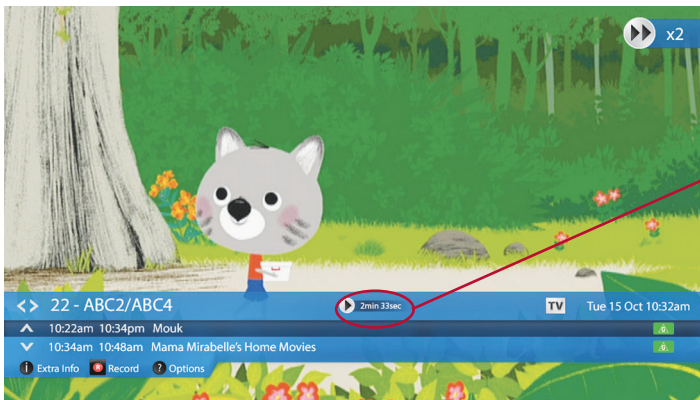 x2
<> 22 - ABC2/ABC4 2min 33sec TV Tue 15 Oct 10:32am
10:22am 10:34pm Mouk G
10:34am 10:48am Mama Mirabelle's Home Movies G
i Extra Info R Record ? Options